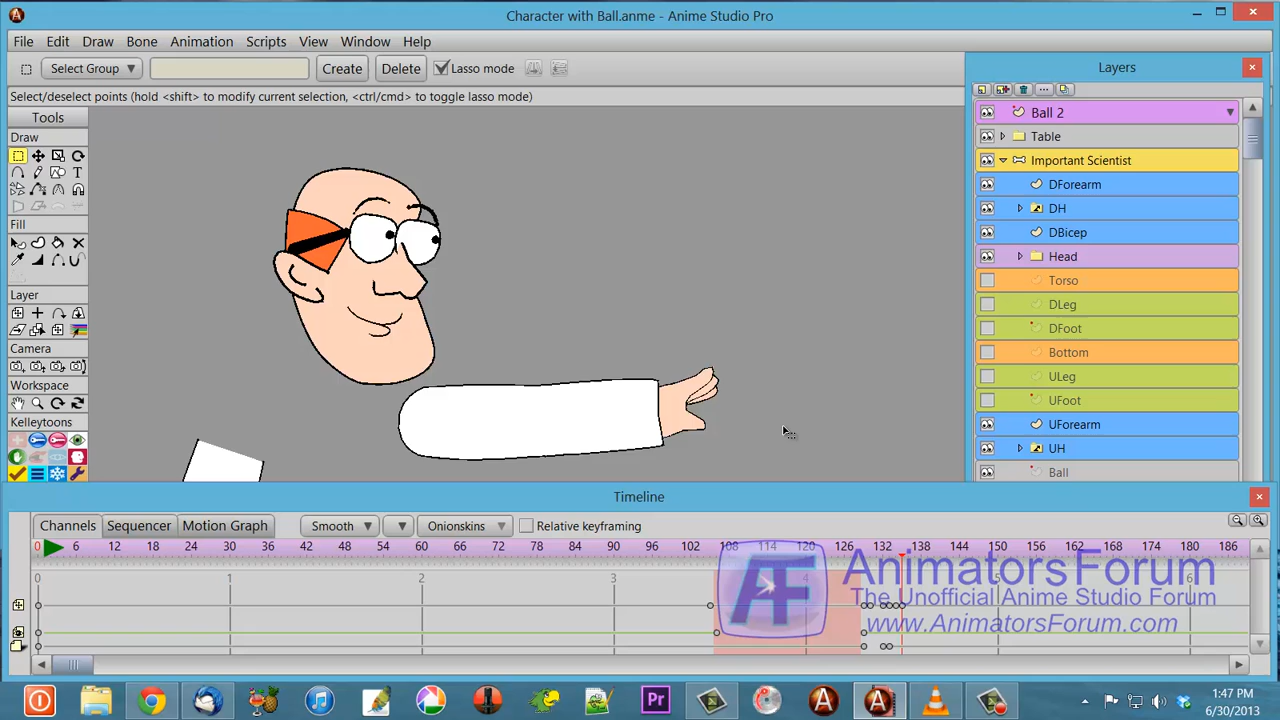 Character with Ball.anme - Anime Studio Pro
File Edit Draw Bone Animation Scripts View Window Help
Select Group Create Delete Lasso mode
Select/deselect points (hold <shift> to modify current selection, <ctrl/cmd> to toggle lasso mode)
Tools
Draw
T
Fill
Layer
Camera
Workspace
Kelleytoons
Layers
Ball 2
Table
Important Scientist
DForearm
DH
DBicep
Head
Torso
DLeg
DFoot
Bottom
ULeg
UFoot
UForearm
UH
Ball
Timeline
Channels Sequencer Motion Graph Smooth Onionskins Relative keyframing
0 6 12 18 24 30 36 42 48 54 60 66 72 78 84 90 96 102 108 114 120 126 132 138 144 150 156 162 168 174 180 186
0 1 2 3 4 5 6
AF
AnimatorsForum
The Unofficial Anime Studio Forum
www.AnimatorsForum.com
Pr
1:47 PM
6/30/2013